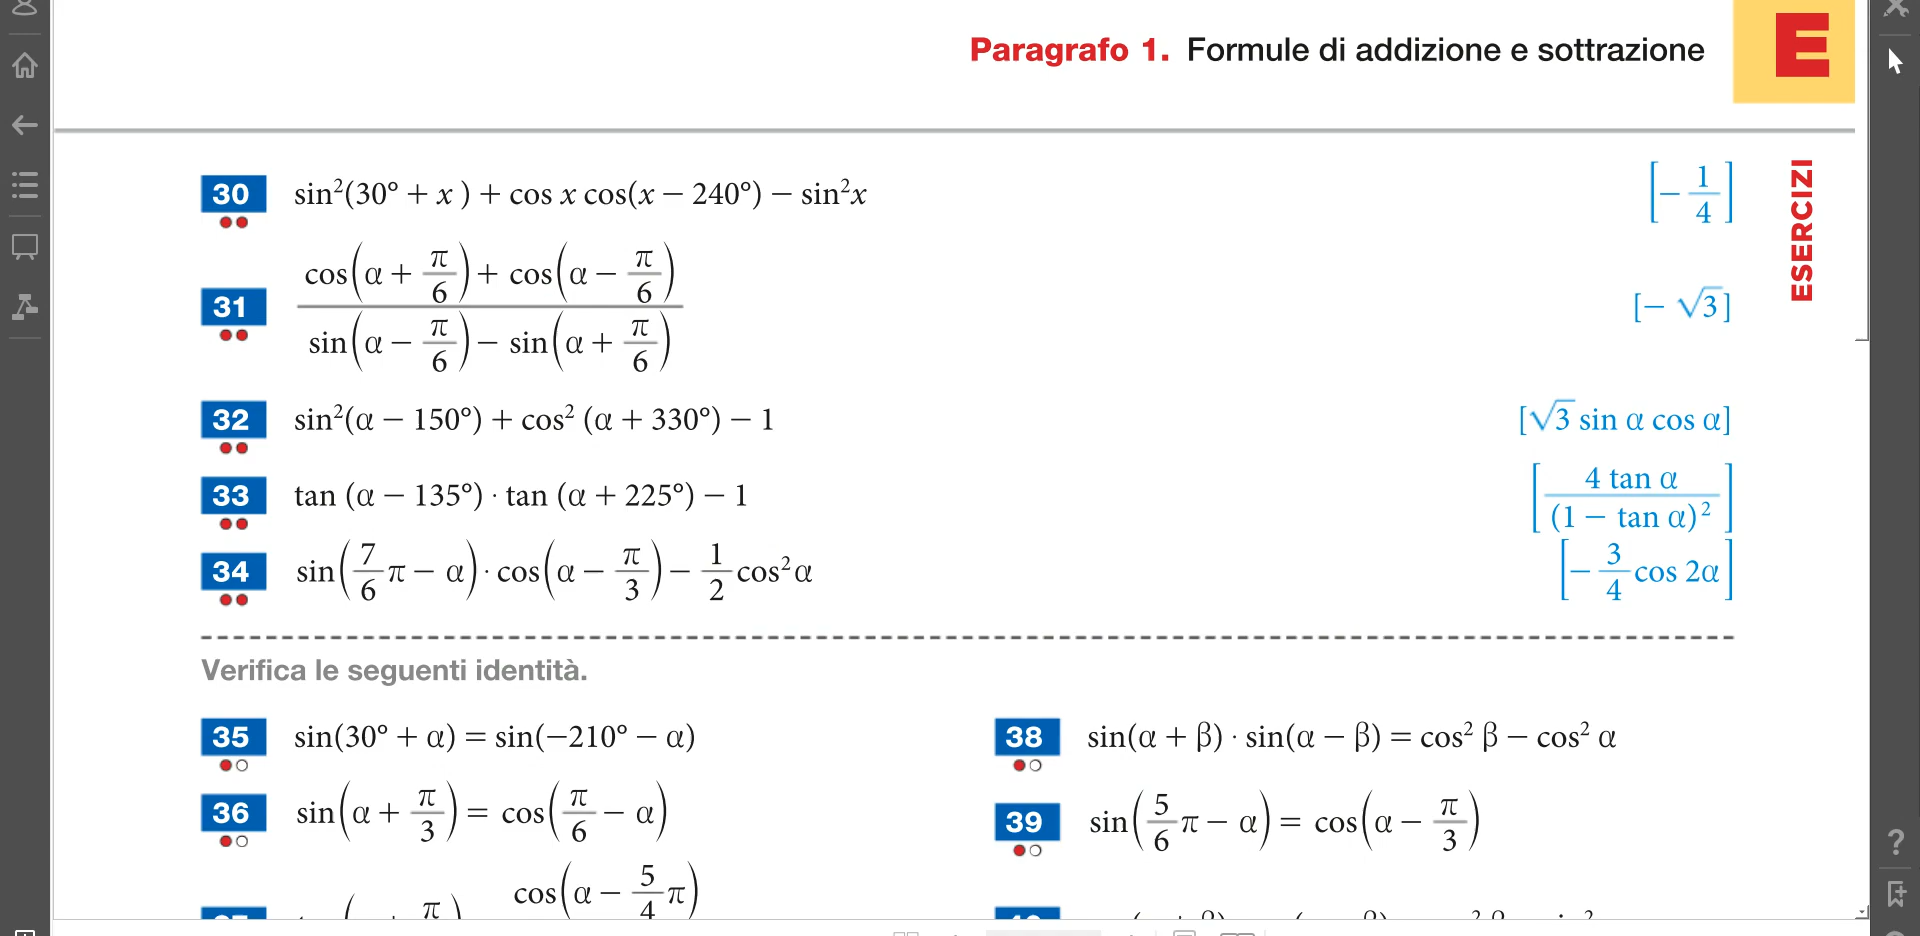 Paragrafo 1. Formule di addizione e sottrazione E
ESERCIZI
30 sin²(30° + x ) + cos x cos(x − 240°) − sin²x [− 1/4]
31 (cos(α + π/6) + cos(α − π/6)) / (sin(α − π/6) − sin(α + π/6)) [− √3]
32 sin²(α − 150°) + cos² (α + 330°) − 1 [√3 sin α cos α]
33 tan (α − 135°) · tan (α + 225°) − 1 [4 tan α / (1 − tan α)²]
34 sin(7/6 π − α) · cos(α − π/3) − 1/2 cos² α [− 3/4 cos 2α]
Verifica le seguenti identità.
35 sin(30° + α) = sin(−210° − α)
36 sin(α + π/3) = cos(π/6 − α)
cos(α − 5/4 π)
38 sin(α + β) · sin(α − β) = cos² β − cos² α
39 sin(5/6 π − α) = cos(α − π/3)